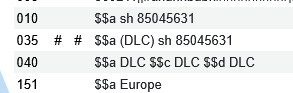 010 $$a sh 85045631
035 # # $$a (DLC) sh 85045631
040 $$a DLC $$c DLC $$d DLC
151 $$a Europe